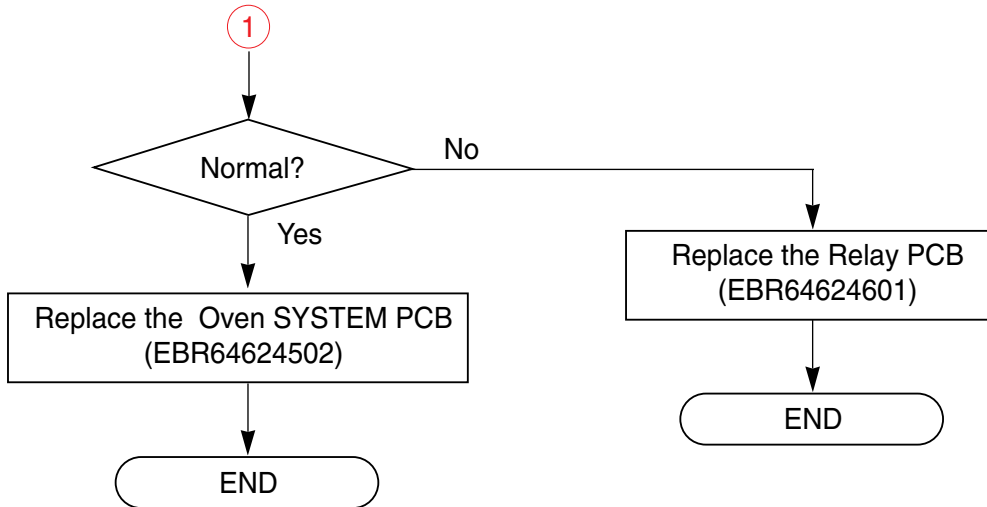 1
Normal?
No
Yes
Replace the Relay PCB
(EBR64624601)
Replace the Oven SYSTEM PCB
(EBR64624502)
END
END